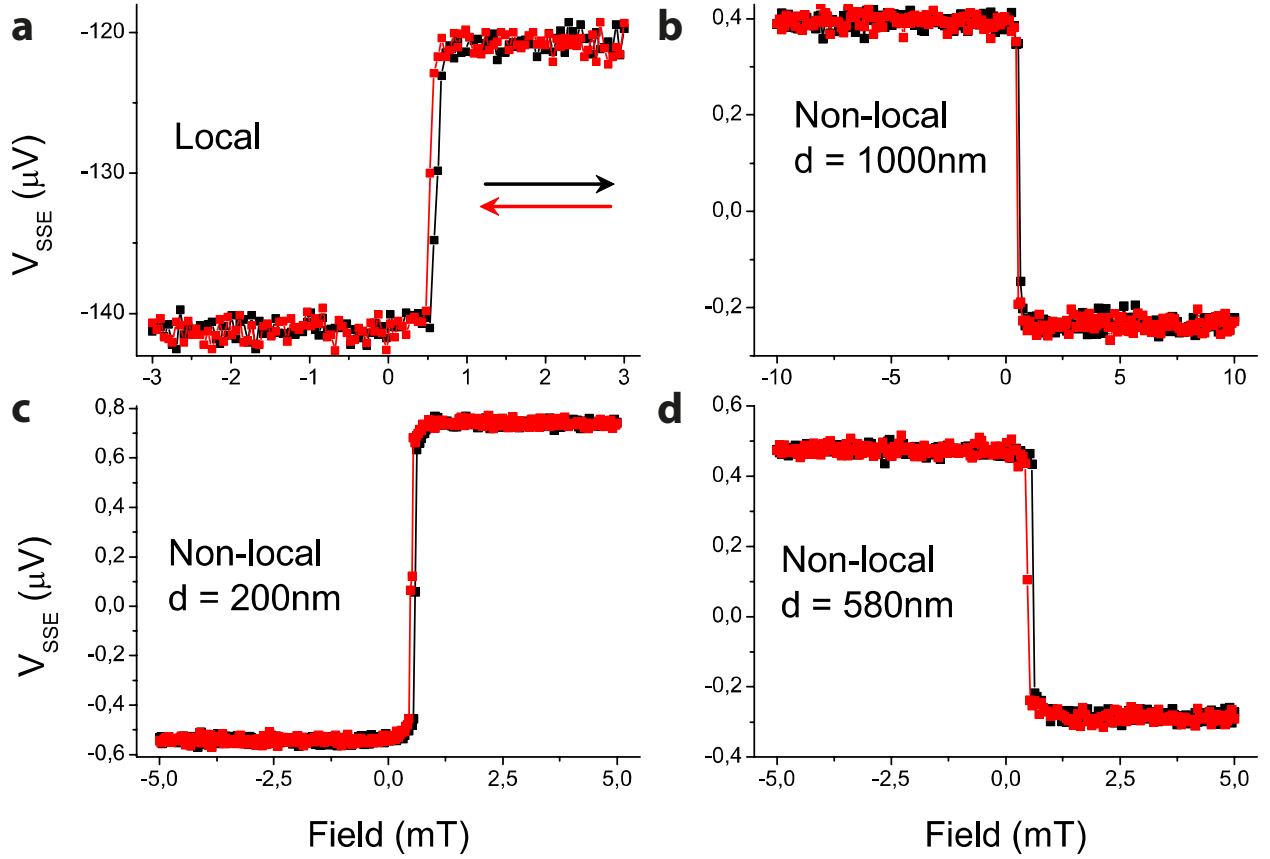 a
-120
-130
-140
V_SSE (μV)
Local
-3 -2 -1 0 1 2 3
b
0,4
0,2
0,0
-0,2
Non-local
d = 1000nm
-10 -5 0 5 10
c
0,8
0,6
0,4
0,2
0,0
-0,2
-0,4
-0,6
V_SSE (μV)
Non-local
d = 200nm
-5,0 -2,5 0,0 2,5 5,0
Field (mT)
d
0,6
0,4
0,2
0,0
-0,2
-0,4
Non-local
d = 580nm
-5,0 -2,5 0,0 2,5 5,0
Field (mT)